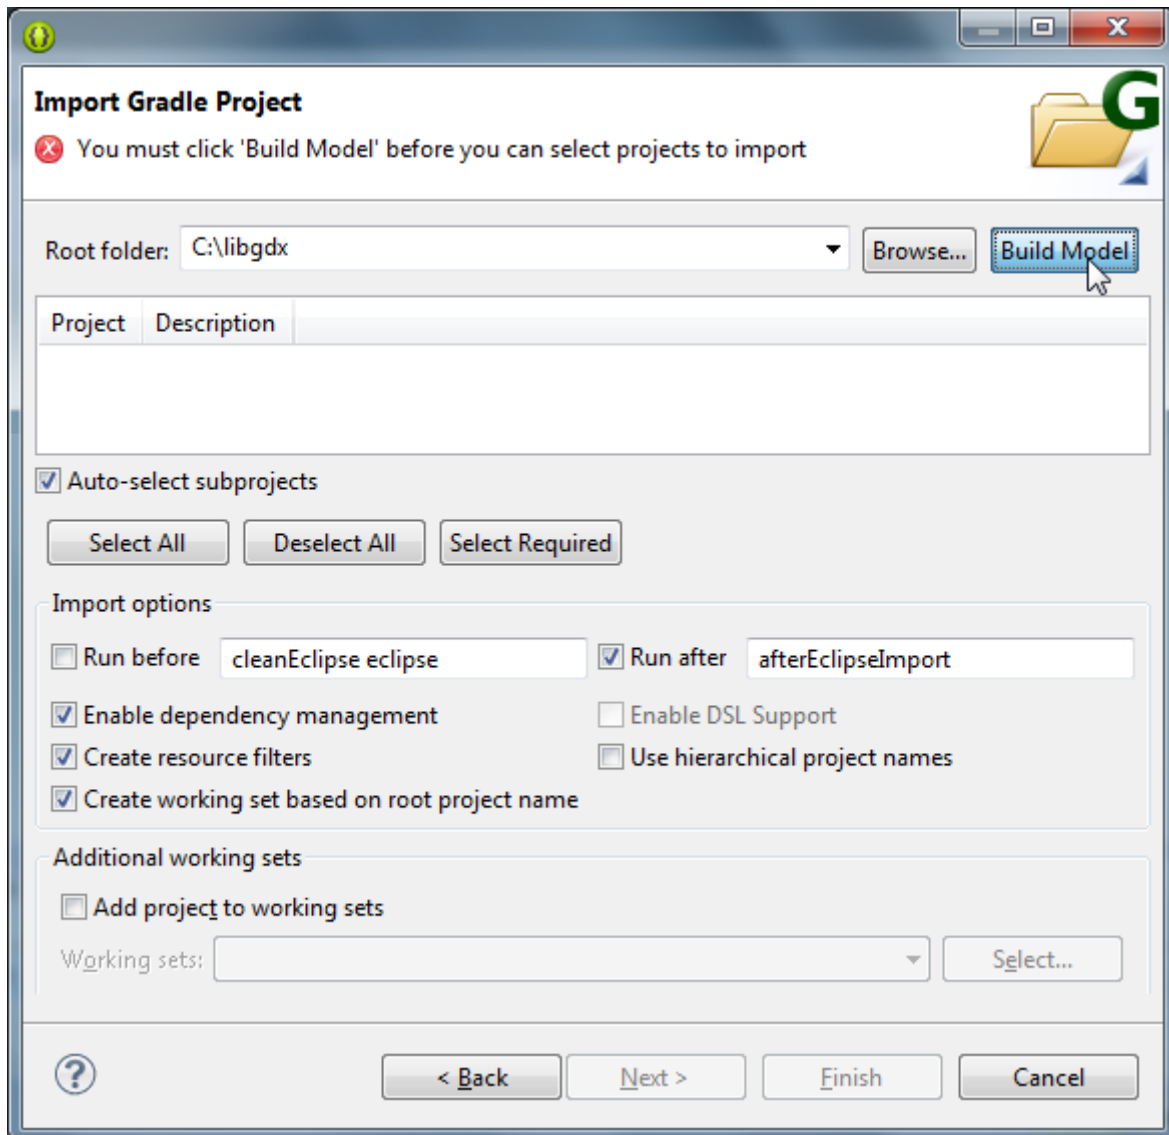 Import Gradle Project
G
You must click 'Build Model' before you can select projects to import
Root folder: C:\libgdx Browse... Build Model
Project Description
Auto-select subprojects
Select All Deselect All Select Required
Import options
Run before cleanEclipse eclipse Run after afterEclipseImport
Enable dependency management Enable DSL Support
Create resource filters Use hierarchical project names
Create working set based on root project name
Additional working sets
Add project to working sets
Working sets: Select...
? < Back Next > Finish Cancel